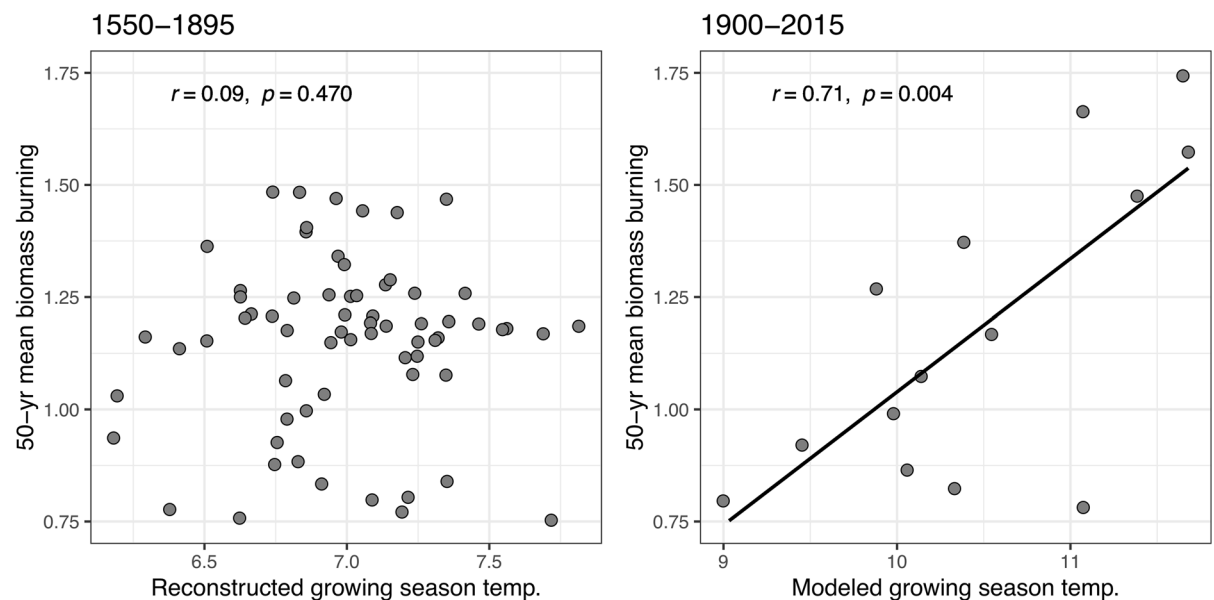 1550−1895
r = 0.09, p = 0.470
1.75
1.50
1.25
1.00
0.75
50−yr mean biomass burning
6.5 7.0 7.5
Reconstructed growing season temp.
1900−2015
r = 0.71, p = 0.004
1.75
1.50
1.25
1.00
0.75
50−yr mean biomass burning
9 10 11
Modeled growing season temp.